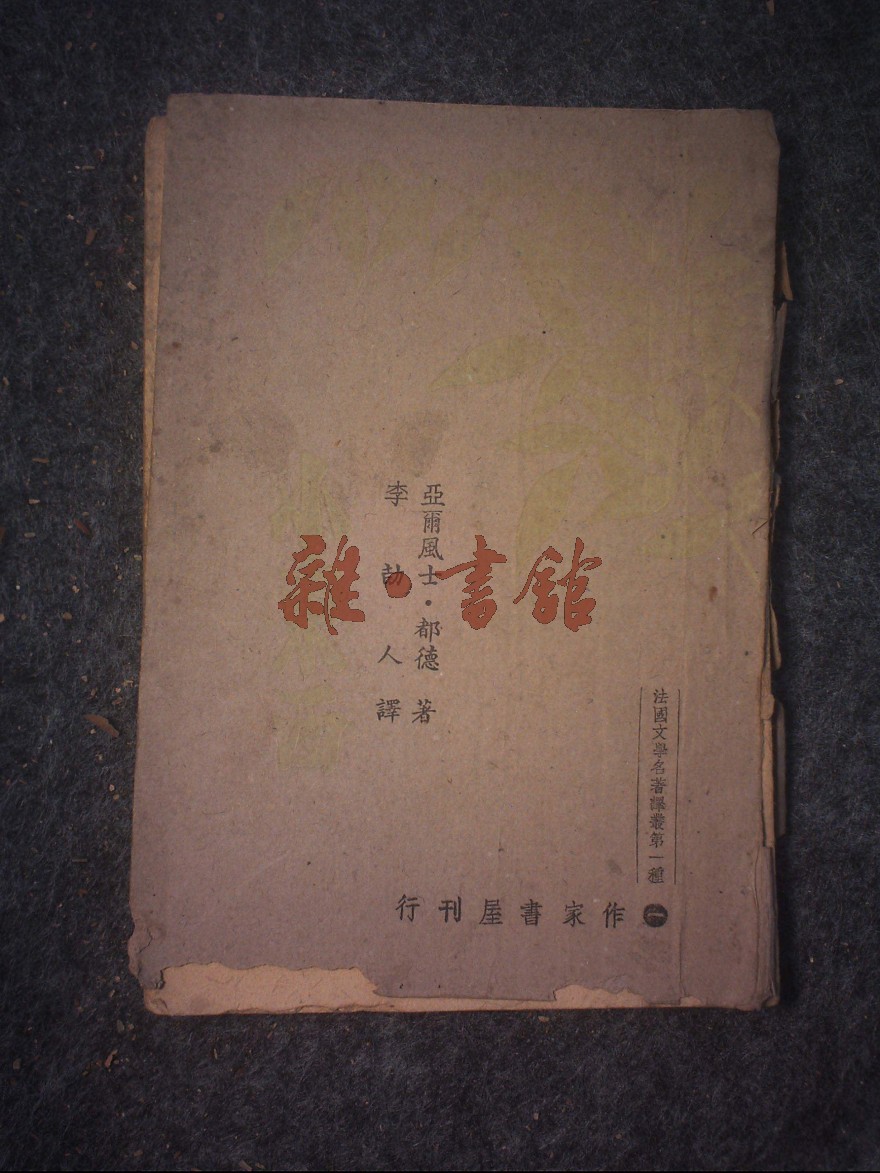 亞爾風士·都德 著
李劼人 譯
雜·書館
法國文學名著譯叢第一種
一
作家書屋刊行